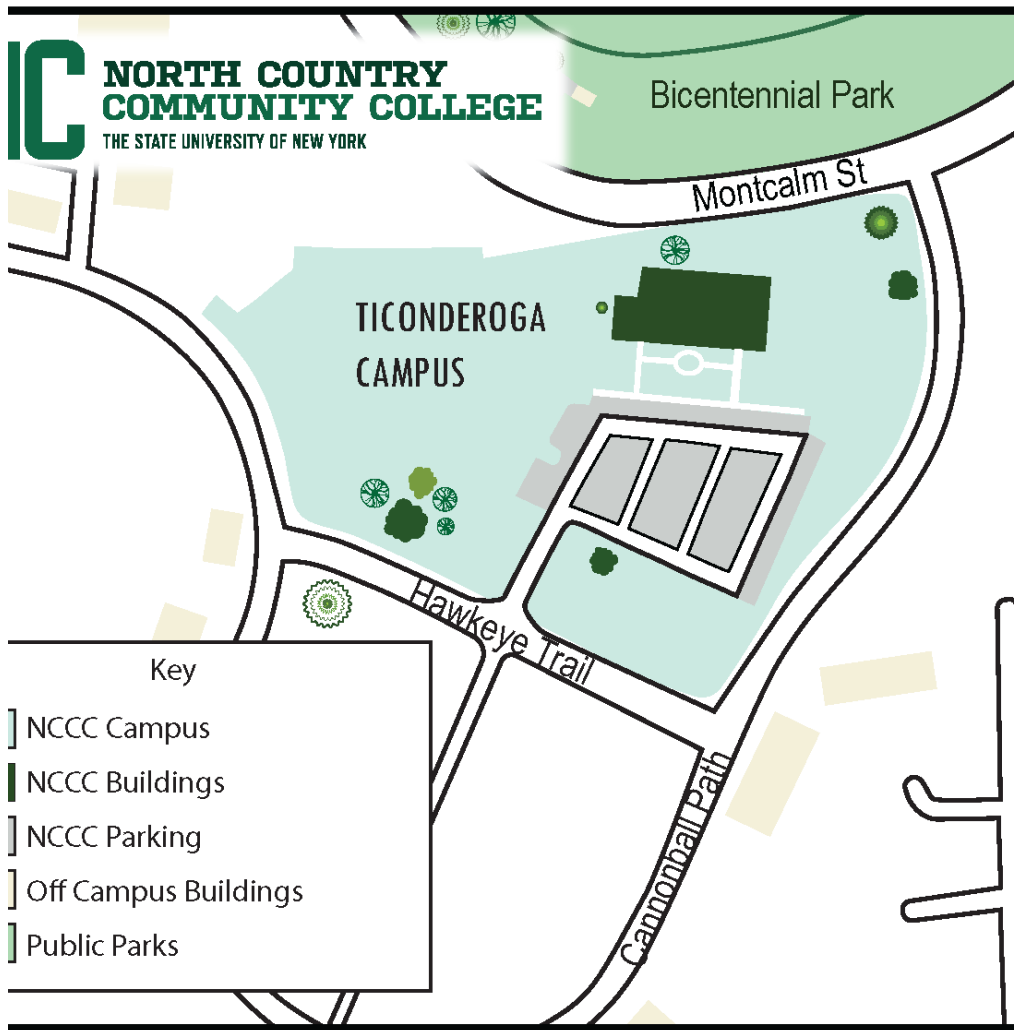 NORTH COUNTRY
COMMUNITY COLLEGE
THE STATE UNIVERSITY OF NEW YORK
Bicentennial Park
Montcalm St
TICONDEROGA
CAMPUS
Hawkeye Trail
Cannonball Path
Key
NCCC Campus
NCCC Buildings
NCCC Parking
Off Campus Buildings
Public Parks